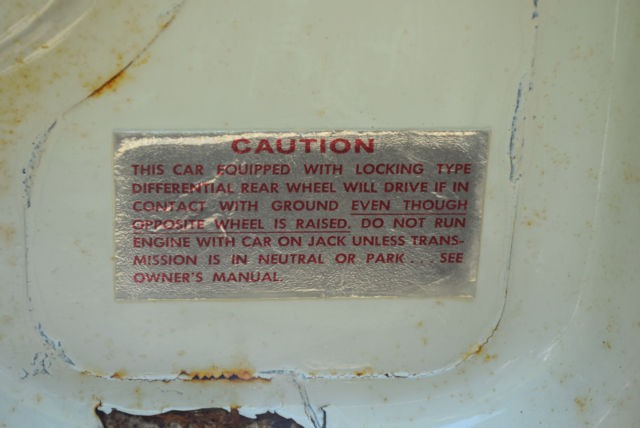 CAUTION
THIS CAR EQUIPPED WITH LOCKING TYPE
DIFFERENTIAL REAR WHEEL WILL DRIVE IF IN
CONTACT WITH GROUND EVEN THOUGH
OPPOSITE WHEEL IS RAISED. DO NOT RUN
ENGINE WITH CAR ON JACK UNLESS TRANS-
MISSION IS IN NEUTRAL OR PARK . . . SEE
OWNER'S MANUAL.